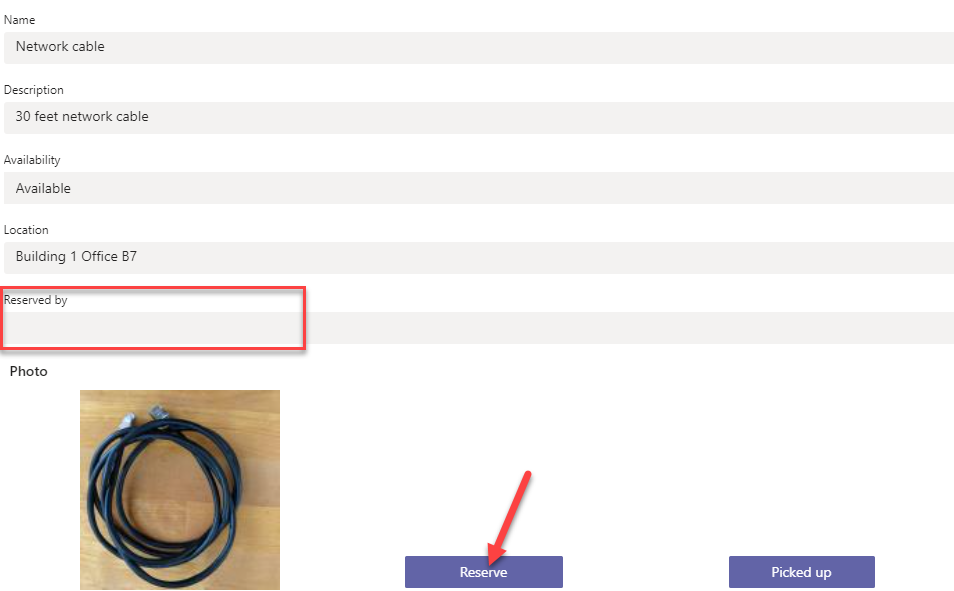 Name
Network cable
Description
30 feet network cable
Availability
Available
Location
Building 1 Office B7
Reserved by
Photo
Reserve
Picked up